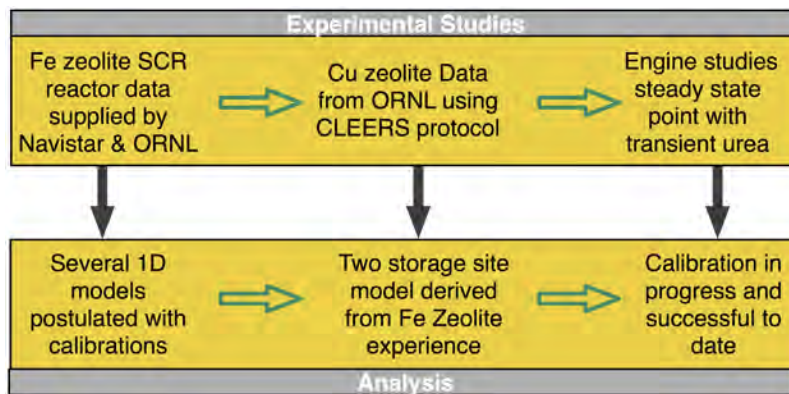 Experimental Studies
Fe zeolite SCR
reactor data
supplied by
Navistar & ORNL
Cu zeolite Data
from ORNL using
CLEERS protocol
Engine studies
steady state
point with
transient urea
Several 1D
models
postulated with
calibrations
Two storage site
model derived
from Fe Zeolite
experience
Calibration in
progress and
successful to
date
Analysis